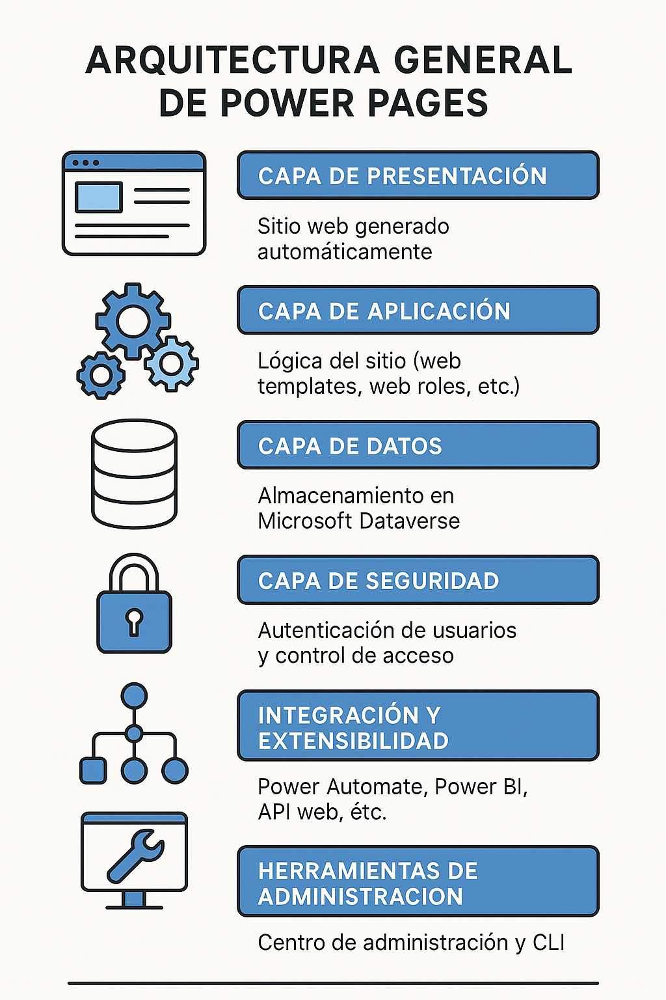 ARQUITECTURA GENERAL
DE POWER PAGES
CAPA DE PRESENTACIÓN
Sitio web generado
automáticamente
CAPA DE APLICACIÓN
Lógica del sitio (web
templates, web roles, etc.)
CAPA DE DATOS
Almacenamiento en
Microsoft Dataverse
CAPA DE SEGURIDAD
Autenticación de usuarios
y control de acceso
INTEGRACIÓN Y
EXTENSIBILIDAD
Power Automate, Power BI,
API web, étc.
HERRAMIENTAS DE
ADMINISTRACION
Centro de administración y CLI